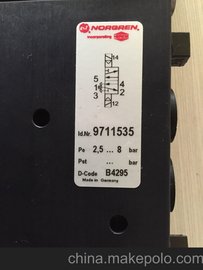 NORGREN
incorporating
14
5
1
3
4
2
12
Id.Nr. 9711535
Pe 2,5 ... 8 bar
Pst ... bar
D-Code B4295
Made in Germany
china.makepolo.com